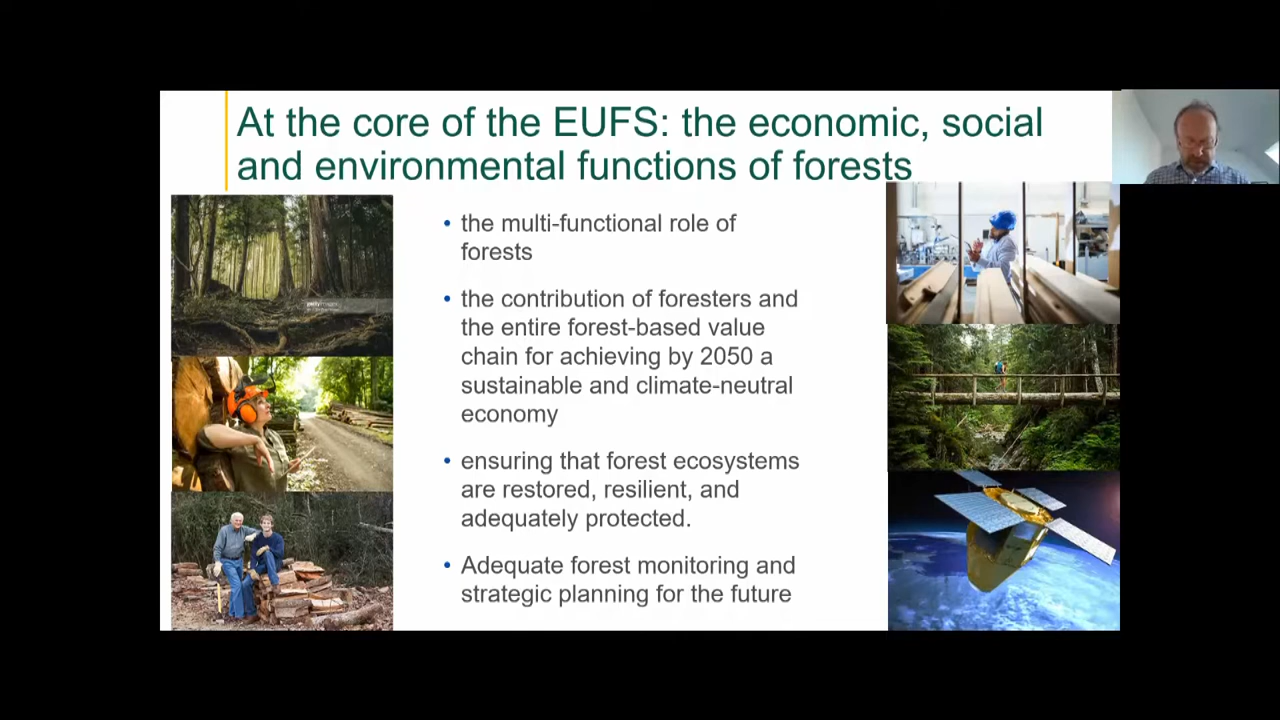 At the core of the EUFS: the economic, social
and environmental functions of forests
• the multi-functional role of
forests
• the contribution of foresters and
the entire forest-based value
chain for achieving by 2050 a
sustainable and climate-neutral
economy
• ensuring that forest ecosystems
are restored, resilient, and
adequately protected.
• Adequate forest monitoring and
strategic planning for the future